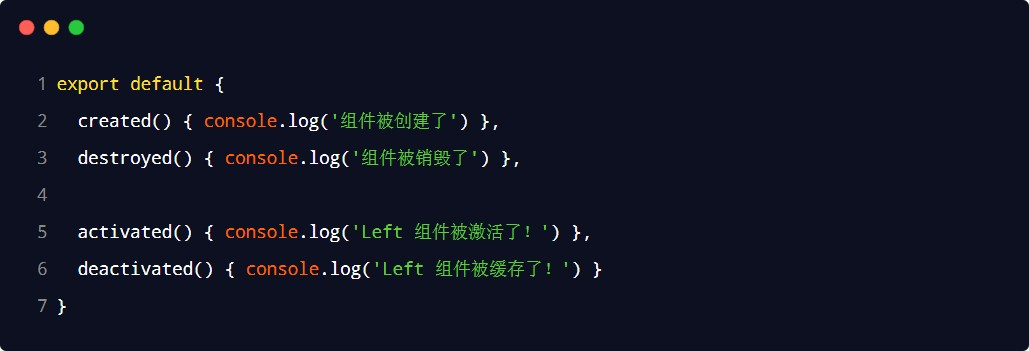 1 export default {
2 created() { console.log('组件被创建了') },
3 destroyed() { console.log('组件被销毁了') },
4
5 activated() { console.log('Left 组件被激活了！') },
6 deactivated() { console.log('Left 组件被缓存了！') }
7 }